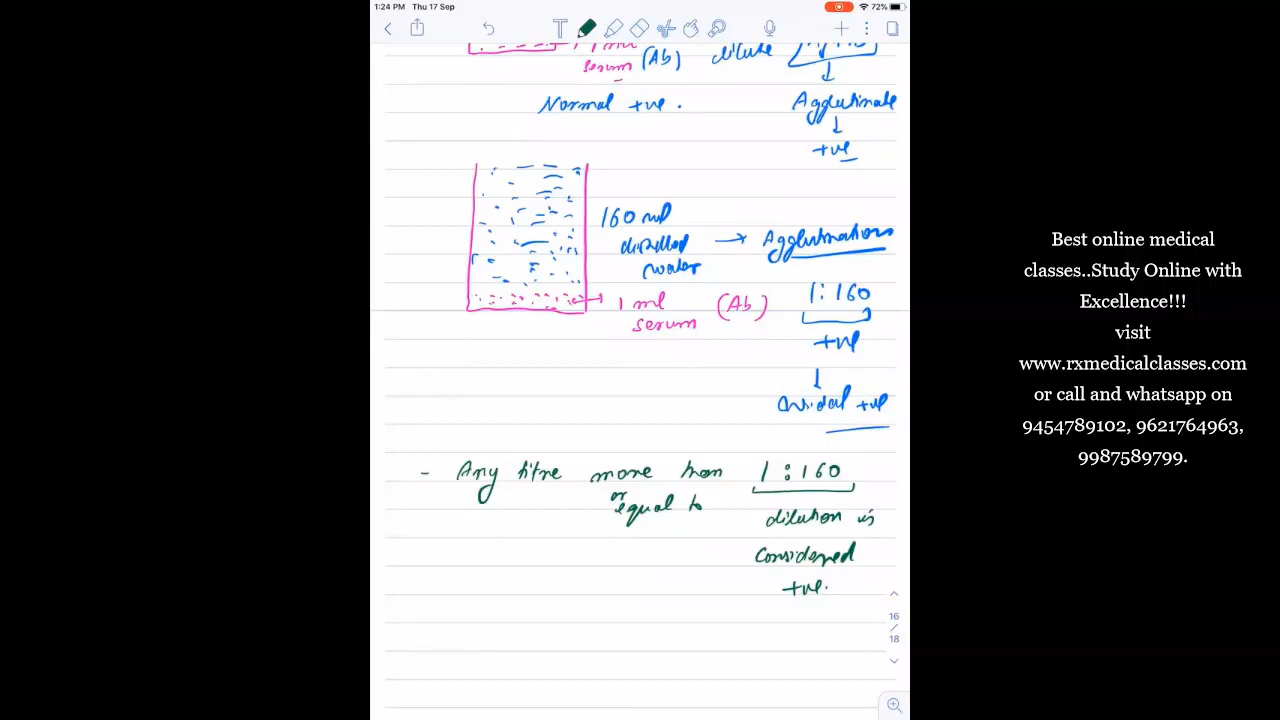 1:24 PM Thu 17 Sep
72%
1 ml
serum (Ab) dilute
Normal +ve.
Agglutinate
+ve
160 ml
distilled
water
Agglutination
1 ml
serum (Ab)
1:160
+ve
Widal +ve
- Any titre more than 1:160
or
equal to
dilution is
considered
+ve.
16
/
18
Best online medical
classes..Study Online with
Excellence!!!
visit
www.rxmedicalclasses.com
or call and whatsapp on
9454789102, 9621764963,
9987589799.